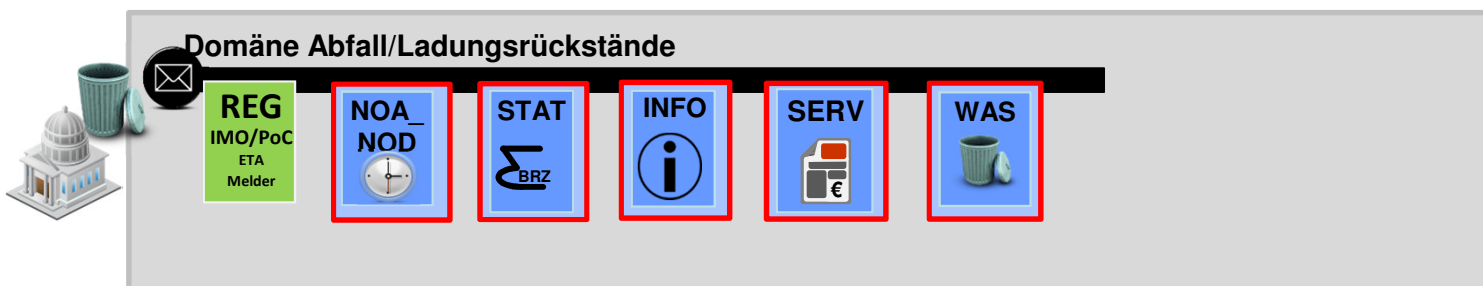 Domäne Abfall/Ladungsrückstände
REG
IMO/PoC
ETA
Melder
NOA_
NOD
STAT
BRZ
INFO
i
SERV
€
WAS